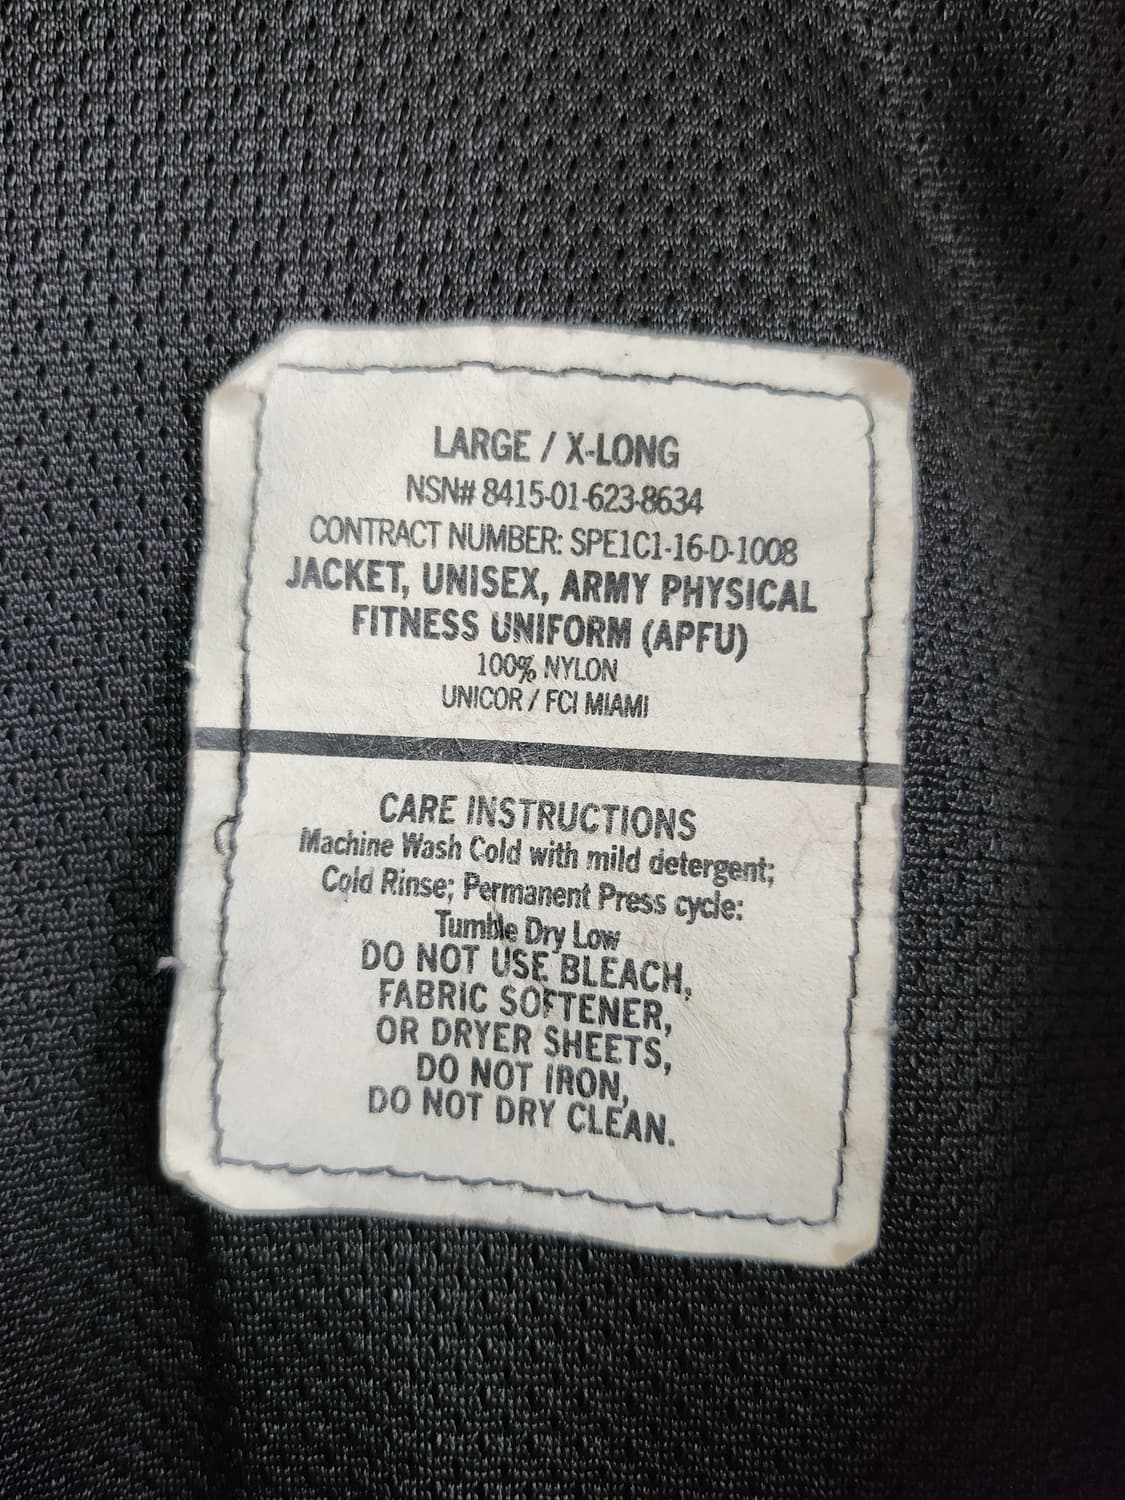 LARGE / X-LONG
NSN# 8415-01-623-8634
CONTRACT NUMBER: SPE1C1-16-D-1008
JACKET, UNISEX, ARMY PHYSICAL
FITNESS UNIFORM (APFU)
100% NYLON
UNICOR / FCI MIAMI
CARE INSTRUCTIONS
Machine Wash Cold with mild detergent;
Cold Rinse; Permanent Press cycle:
Tumble Dry Low
DO NOT USE BLEACH,
FABRIC SOFTENER,
OR DRYER SHEETS,
DO NOT IRON,
DO NOT DRY CLEAN.